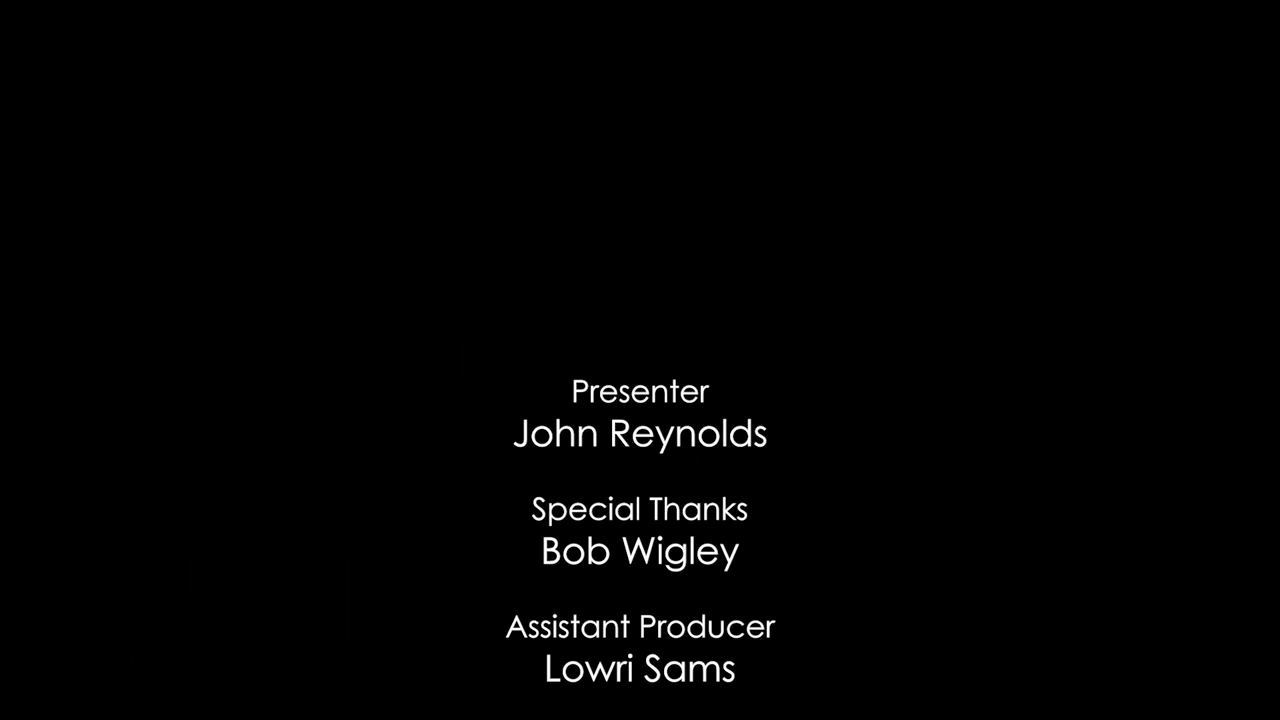 Presenter
John Reynolds
Special Thanks
Bob Wigley
Assistant Producer
Lowri Sams